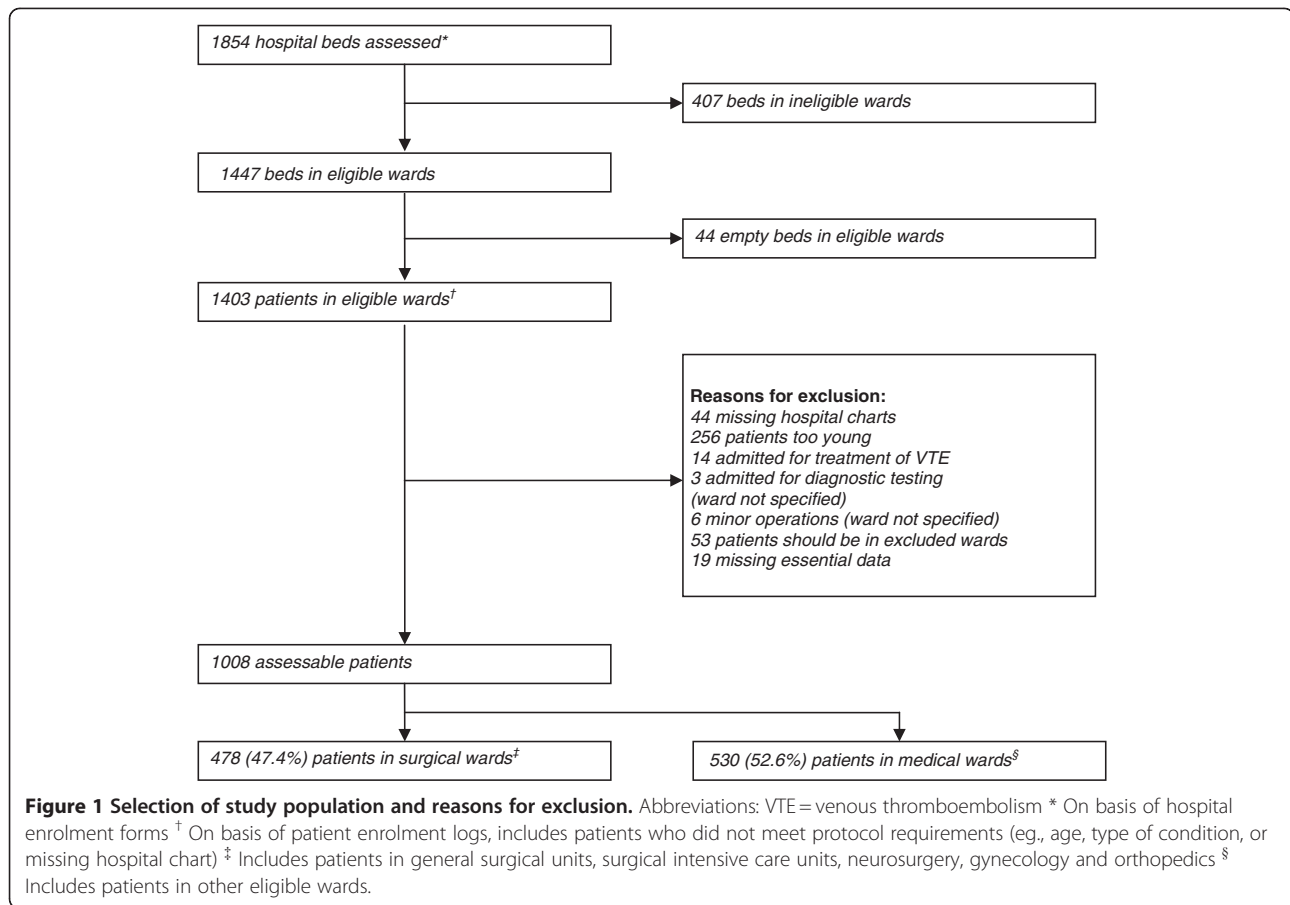 1854 hospital beds assessed*
407 beds in ineligible wards
1447 beds in eligible wards
44 empty beds in eligible wards
1403 patients in eligible wards†
Reasons for exclusion:
44 missing hospital charts
256 patients too young
14 admitted for treatment of VTE
3 admitted for diagnostic testing
(ward not specified)
6 minor operations (ward not specified)
53 patients should be in excluded wards
19 missing essential data
1008 assessable patients
478 (47.4%) patients in surgical wards‡
530 (52.6%) patients in medical wards§
Figure 1 Selection of study population and reasons for exclusion. Abbreviations: VTE = venous thromboembolism * On basis of hospital
enrolment forms † On basis of patient enrolment logs, includes patients who did not meet protocol requirements (eg., age, type of condition, or
missing hospital chart) ‡ Includes patients in general surgical units, surgical intensive care units, neurosurgery, gynecology and orthopedics §
Includes patients in other eligible wards.